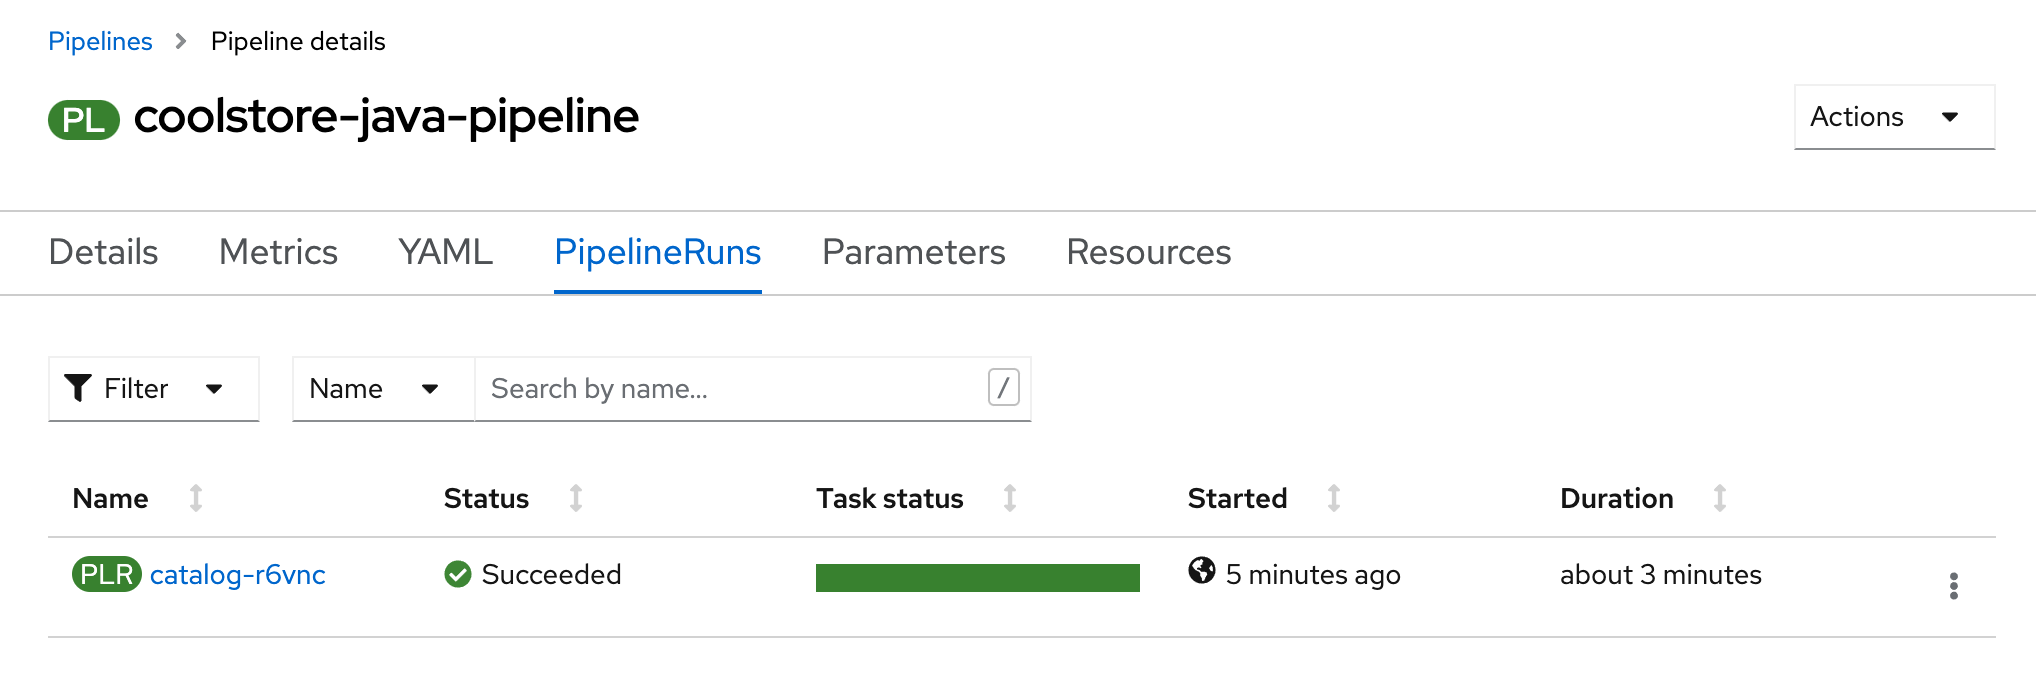 Pipelines > Pipeline details
PL coolstore-java-pipeline
Actions
Details Metrics YAML PipelineRuns Parameters Resources
Filter Name Search by name... /
Name Status Task status Started Duration
PLR catalog-r6vnc Succeeded 5 minutes ago about 3 minutes